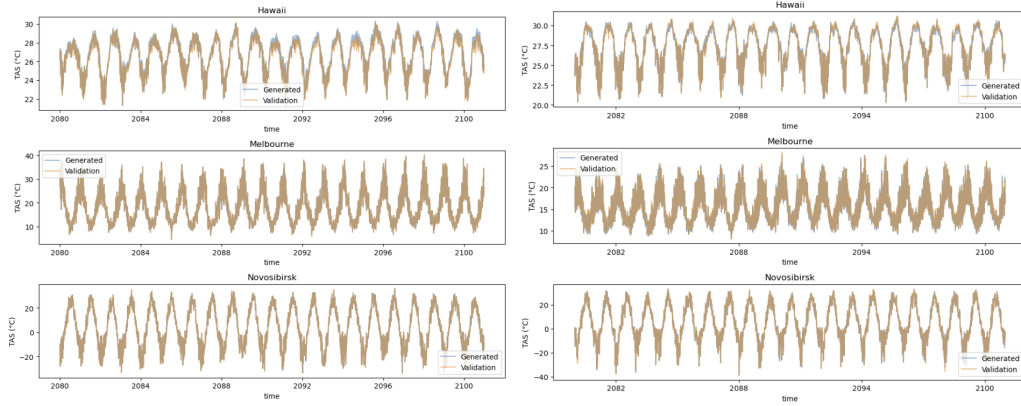 Hawaii
TAS (°C)
30
28
26
24
22
Generated
Validation
2080 2084 2088 2092 2096 2100
time
Melbourne
TAS (°C)
40
30
20
10
Generated
Validation
2080 2084 2088 2092 2096 2100
time
Novosibirsk
TAS (°C)
20
0
−20
Generated
Validation
2080 2084 2088 2092 2096 2100
time
Hawaii
TAS (°C)
30.0
27.5
25.0
22.5
20.0
Generated
Validation
2082 2088 2094 2100
time
Melbourne
TAS (°C)
25
20
15
10
Generated
Validation
2082 2088 2094 2100
time
Novosibirsk
TAS (°C)
20
0
−20
−40
Generated
Validation
2082 2088 2094 2100
time